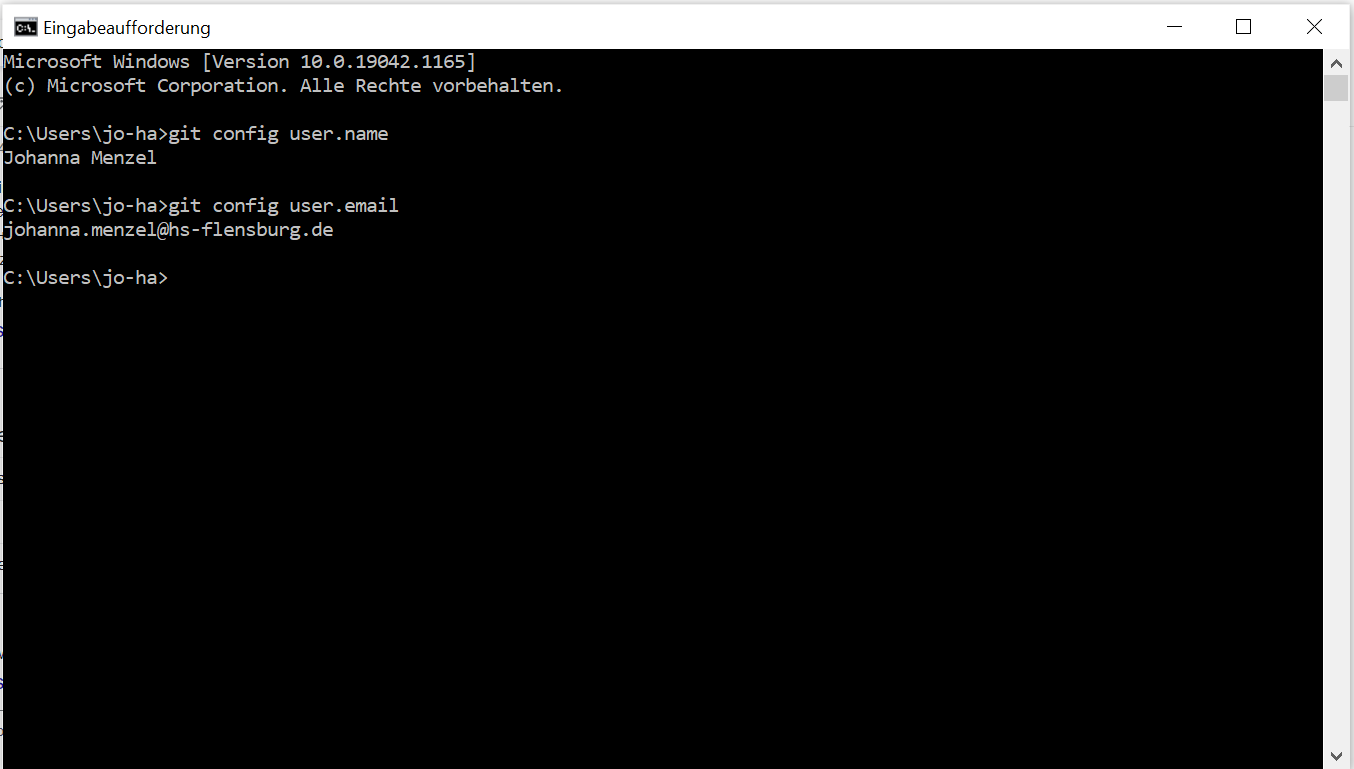 Eingabeaufforderung
Microsoft Windows [Version 10.0.19042.1165]
(c) Microsoft Corporation. Alle Rechte vorbehalten.
C:\Users\jo-ha>git config user.name
Johanna Menzel
C:\Users\jo-ha>git config user.email
johanna.menzel@hs-flensburg.de
C:\Users\jo-ha>